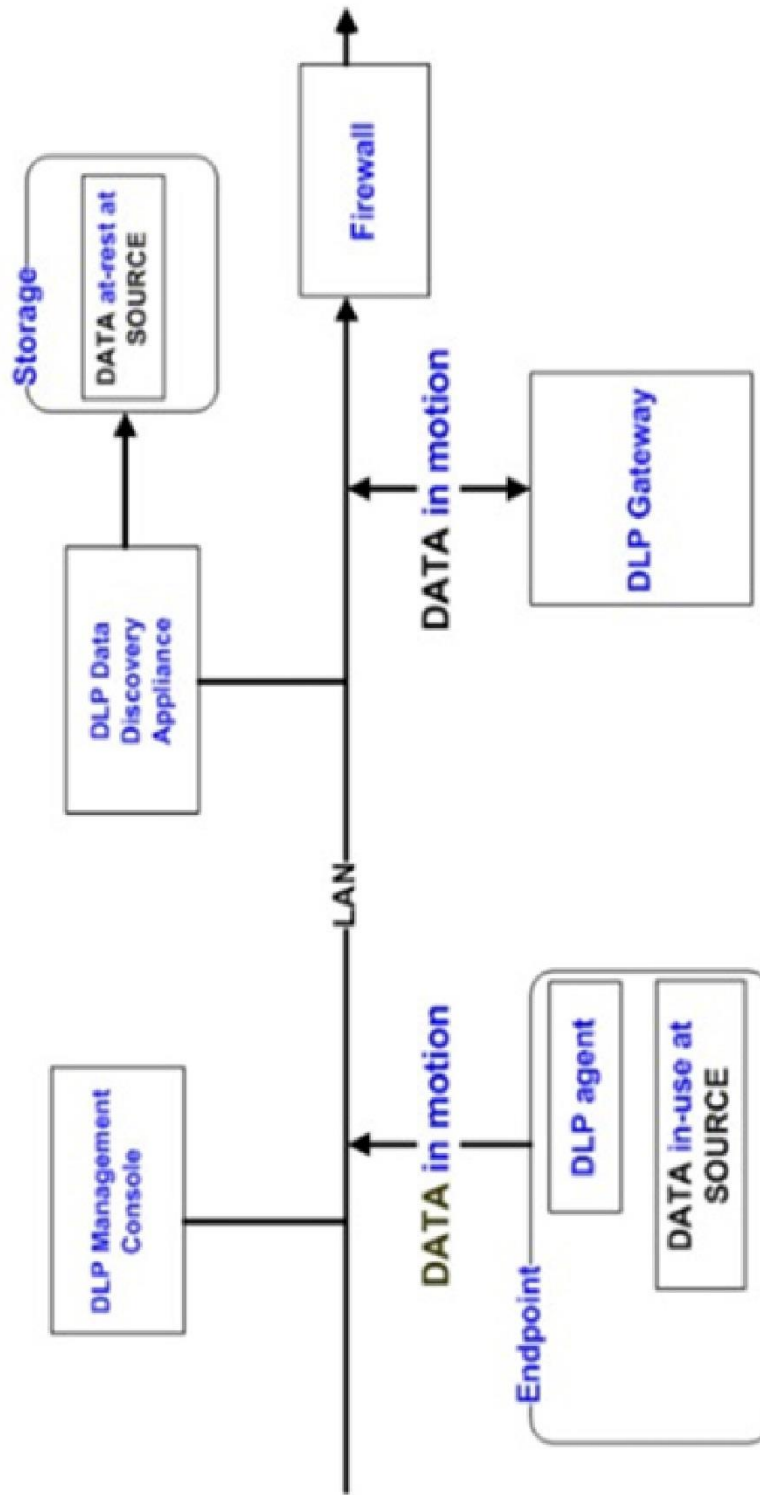 Storage
DATA at-rest at
SOURCE
DLP Data
Discovery
Appliance
DLP Management
Console
Firewall
LAN
DATA in motion
DATA in motion
Endpoint
DLP agent
DATA in-use at
SOURCE
DLP Gateway